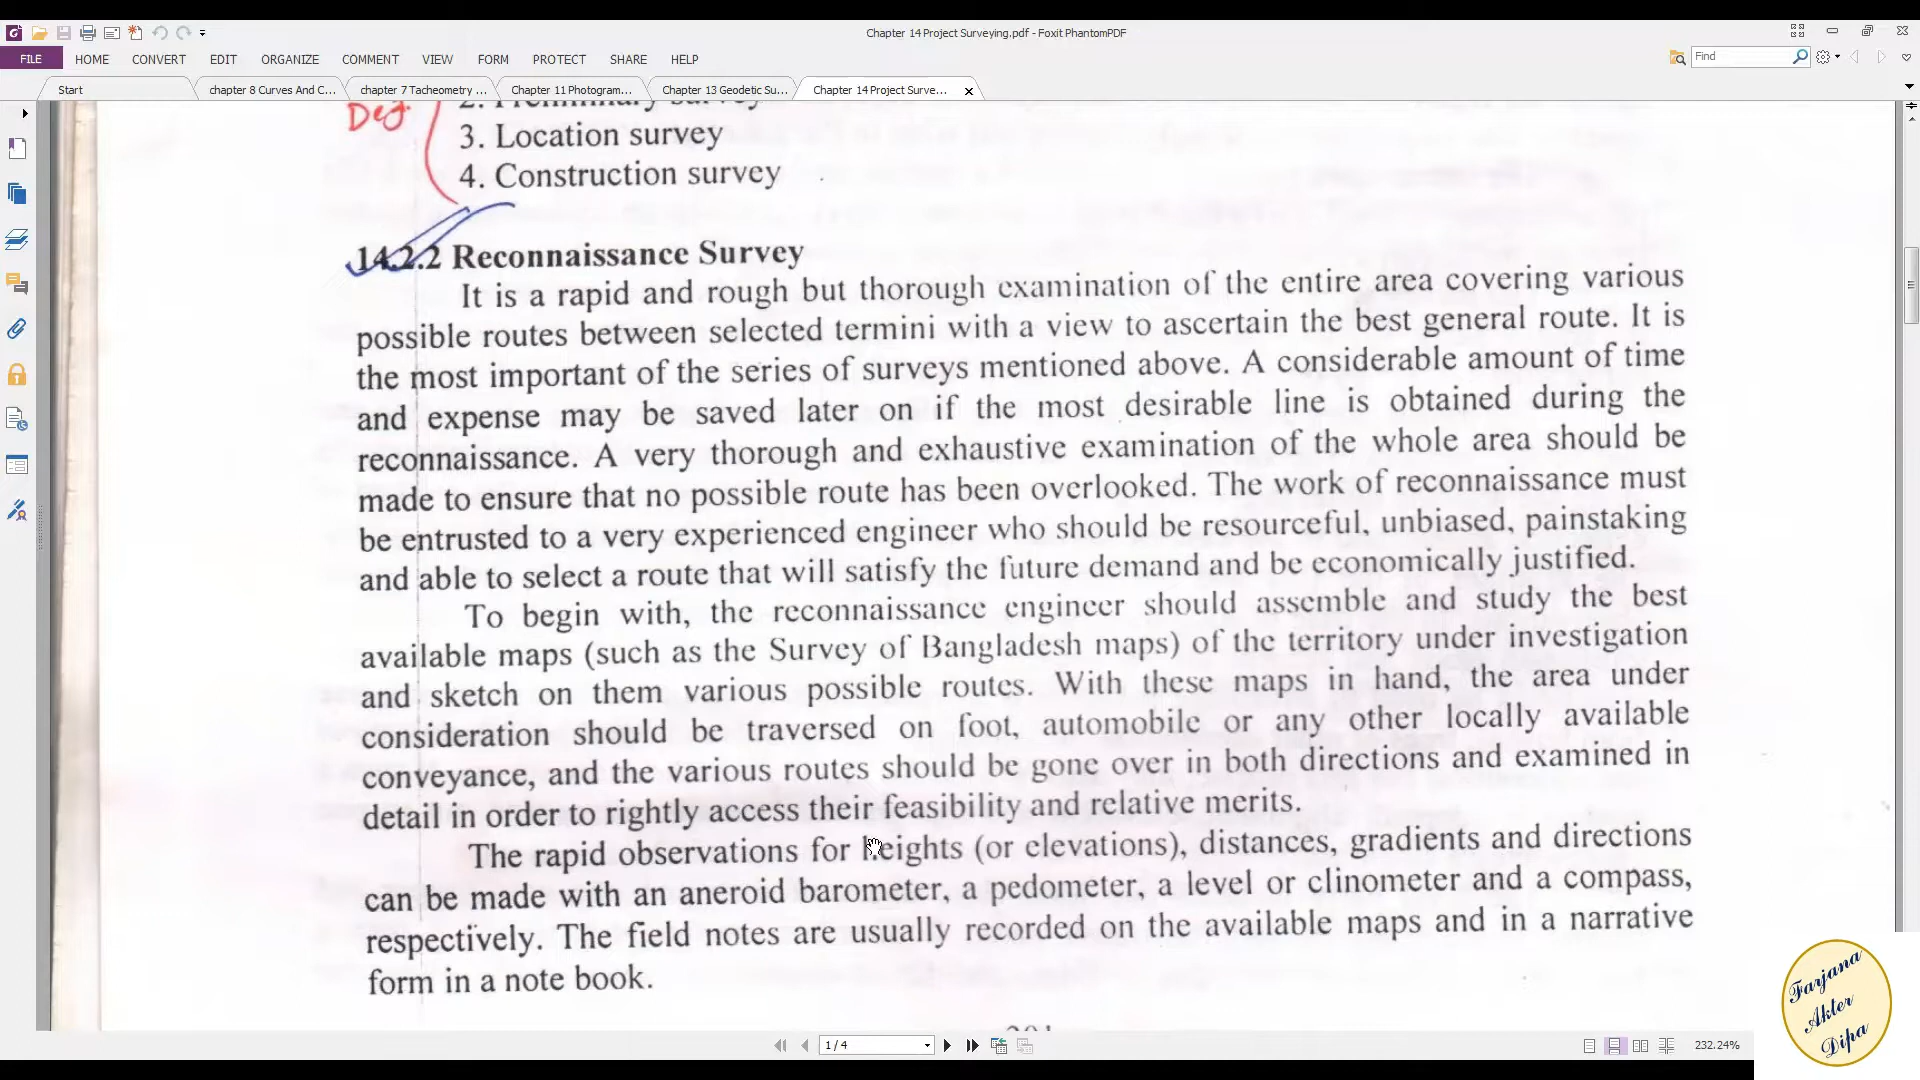 Chapter 14 Project Surveying.pdf - Foxit PhantomPDF
FILE HOME CONVERT EDIT ORGANIZE COMMENT VIEW FORM PROTECT SHARE HELP
Find
Start chapter 8 Curves And C... chapter 7 Tacheometry ... Chapter 11 Photogram... Chapter 13 Geodetic Su... Chapter 14 Project Surve...
Def
2. Preliminary survey
3. Location survey
4. Construction survey
14.2.2 Reconnaissance Survey
It is a rapid and rough but thorough examination of the entire area covering various
possible routes between selected termini with a view to ascertain the best general route. It is
the most important of the series of surveys mentioned above. A considerable amount of time
and expense may be saved later on if the most desirable line is obtained during the
reconnaissance. A very thorough and exhaustive examination of the whole area should be
made to ensure that no possible route has been overlooked. The work of reconnaissance must
be entrusted to a very experienced engineer who should be resourceful, unbiased, painstaking
and able to select a route that will satisfy the future demand and be economically justified.
To begin with, the reconnaissance engineer should assemble and study the best
available maps (such as the Survey of Bangladesh maps) of the territory under investigation
and sketch on them various possible routes. With these maps in hand, the area under
consideration should be traversed on foot, automobile or any other locally available
conveyance, and the various routes should be gone over in both directions and examined in
detail in order to rightly access their feasibility and relative merits.
The rapid observations for heights (or elevations), distances, gradients and directions
can be made with an aneroid barometer, a pedometer, a level or clinometer and a compass,
respectively. The field notes are usually recorded on the available maps and in a narrative
form in a note book.
1 / 4
232.24%
Farjana
Akter
Dipa